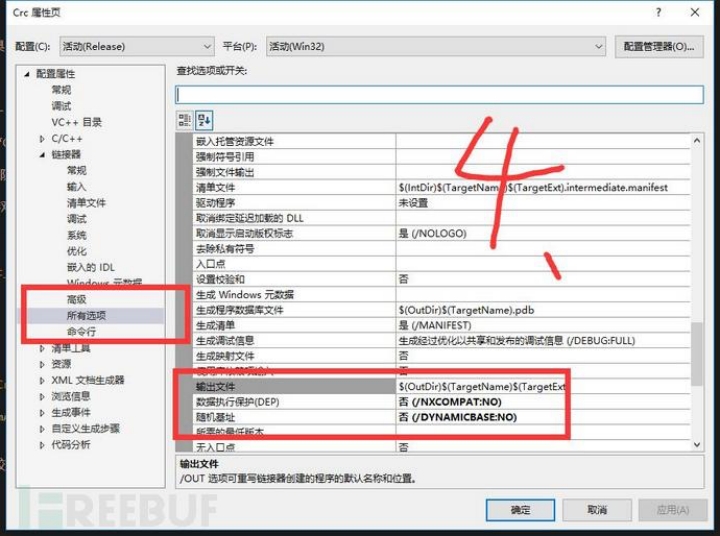 Crc 属性页
配置(C): 活动(Release) 平台(P): 活动(Win32) 配置管理器(O)...
配置属性
常规
调试
VC++ 目录
C/C++
链接器
常规
输入
清单文件
调试
系统
优化
嵌入的 IDL
Windows 元数据
高级
所有选项
命令行
清单工具
资源
XML 文档生成器
浏览信息
生成事件
自定义生成步骤
代码分析
查找选项或开关:
嵌入托管资源文件
强制符号引用
强制文件输出
清单文件 $(IntDir)$(TargetName)$(TargetExt).intermediate.manifest
驱动程序 未设置
取消绑定延迟加载的 DLL
取消显示启动版权标志 是 (/NOLOGO)
去除私有符号
入口点
设置校验和 否
生成 Windows 元数据
生成程序数据库文件 $(OutDir)$(TargetName).pdb
生成清单 是 (/MANIFEST)
生成调试信息 生成经过优化以共享和发布的调试信息 (/DEBUG:FULL)
生成映射文件 否
输出文件 $(OutDir)$(TargetName)$(TargetExt
数据执行保护(DEP) 否 (/NXCOMPAT:NO)
随机基址 否 (/DYNAMICBASE:NO)
所需的最低版本
无入口点 否
4、
输出文件
/OUT 选项可重写链接器创建的程序的默认名称和位置。
确定 取消 应用(A)
FREEBUF